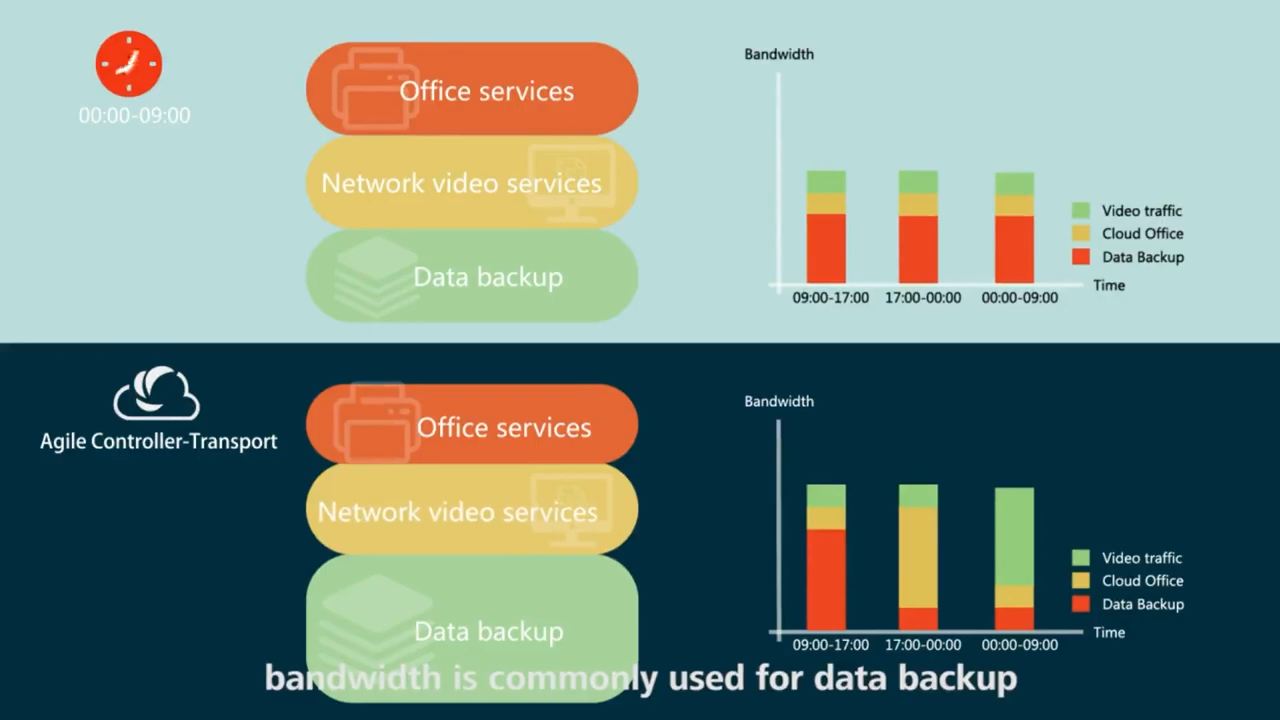 00:00-09:00
Office services
Network video services
Data backup
Bandwidth
Video traffic
Cloud Office
Data Backup
Time
09:00-17:00 17:00-00:00 00:00-09:00
Agile Controller-Transport
Office services
Network video services
Data backup
Bandwidth
Video traffic
Cloud Office
Data Backup
Time
09:00-17:00 17:00-00:00 00:00-09:00
bandwidth is commonly used for data backup